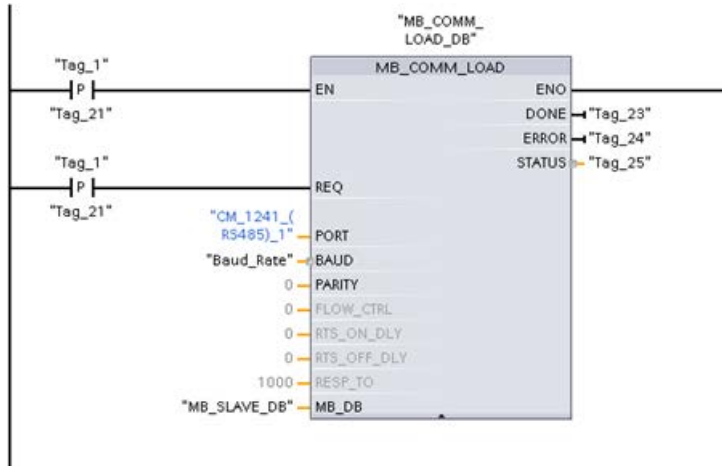 "MB_COMM_
LOAD_DB"
MB_COMM_LOAD
"Tag_1"
P
"Tag_21"
EN
ENO
DONE
"Tag_23"
ERROR
"Tag_24"
STATUS
"Tag_25"
"Tag_1"
P
"Tag_21"
REQ
"CM_1241_(
RS485)_1"
PORT
"Baud_Rate"
BAUD
0
PARITY
0
FLOW_CTRL
0
RTS_ON_DLY
0
RTS_OFF_DLY
1000
RESP_TO
"MB_SLAVE_DB"
MB_DB